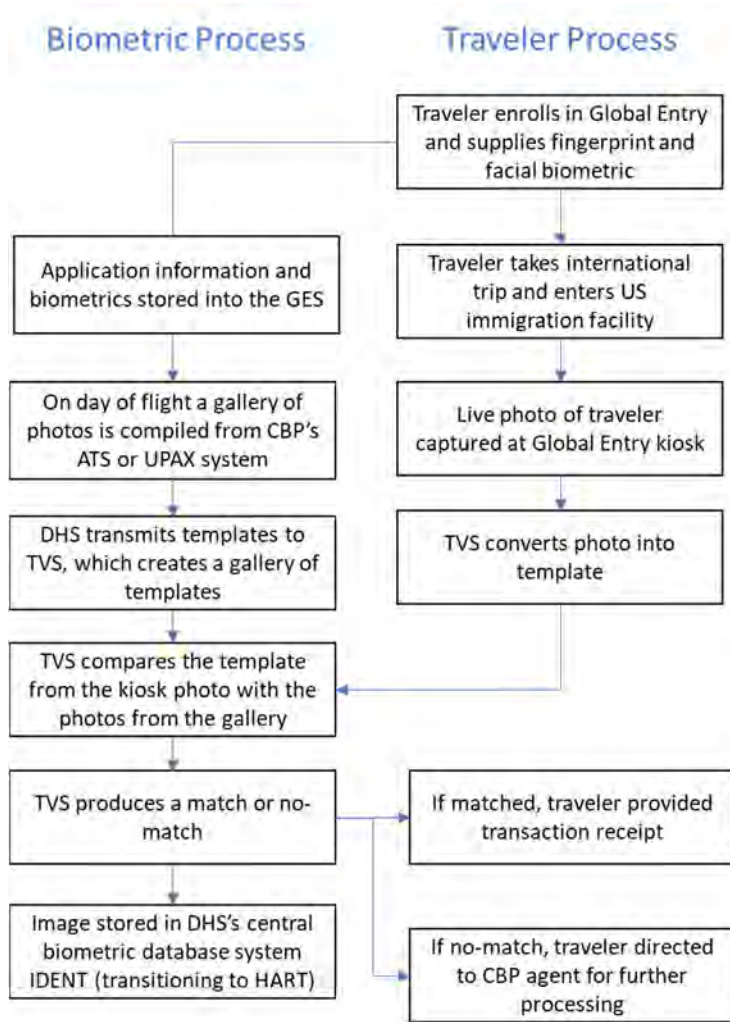 Biometric Process
Traveler Process
Traveler enrolls in Global Entry
and supplies fingerprint and
facial biometric
Application information and
biometrics stored into the GES
Traveler takes international
trip and enters US
immigration facility
On day of flight a gallery of
photos is compiled from CBP's
ATS or UPAX system
Live photo of traveler
captured at Global Entry kiosk
DHS transmits templates to
TVS, which creates a gallery of
templates
TVS converts photo into
template
TVS compares the template
from the kiosk photo with the
photos from the gallery
TVS produces a match or no-
match
If matched, traveler provided
transaction receipt
Image stored in DHS's central
biometric database system
IDENT (transitioning to HART)
If no-match, traveler directed
to CBP agent for further
processing